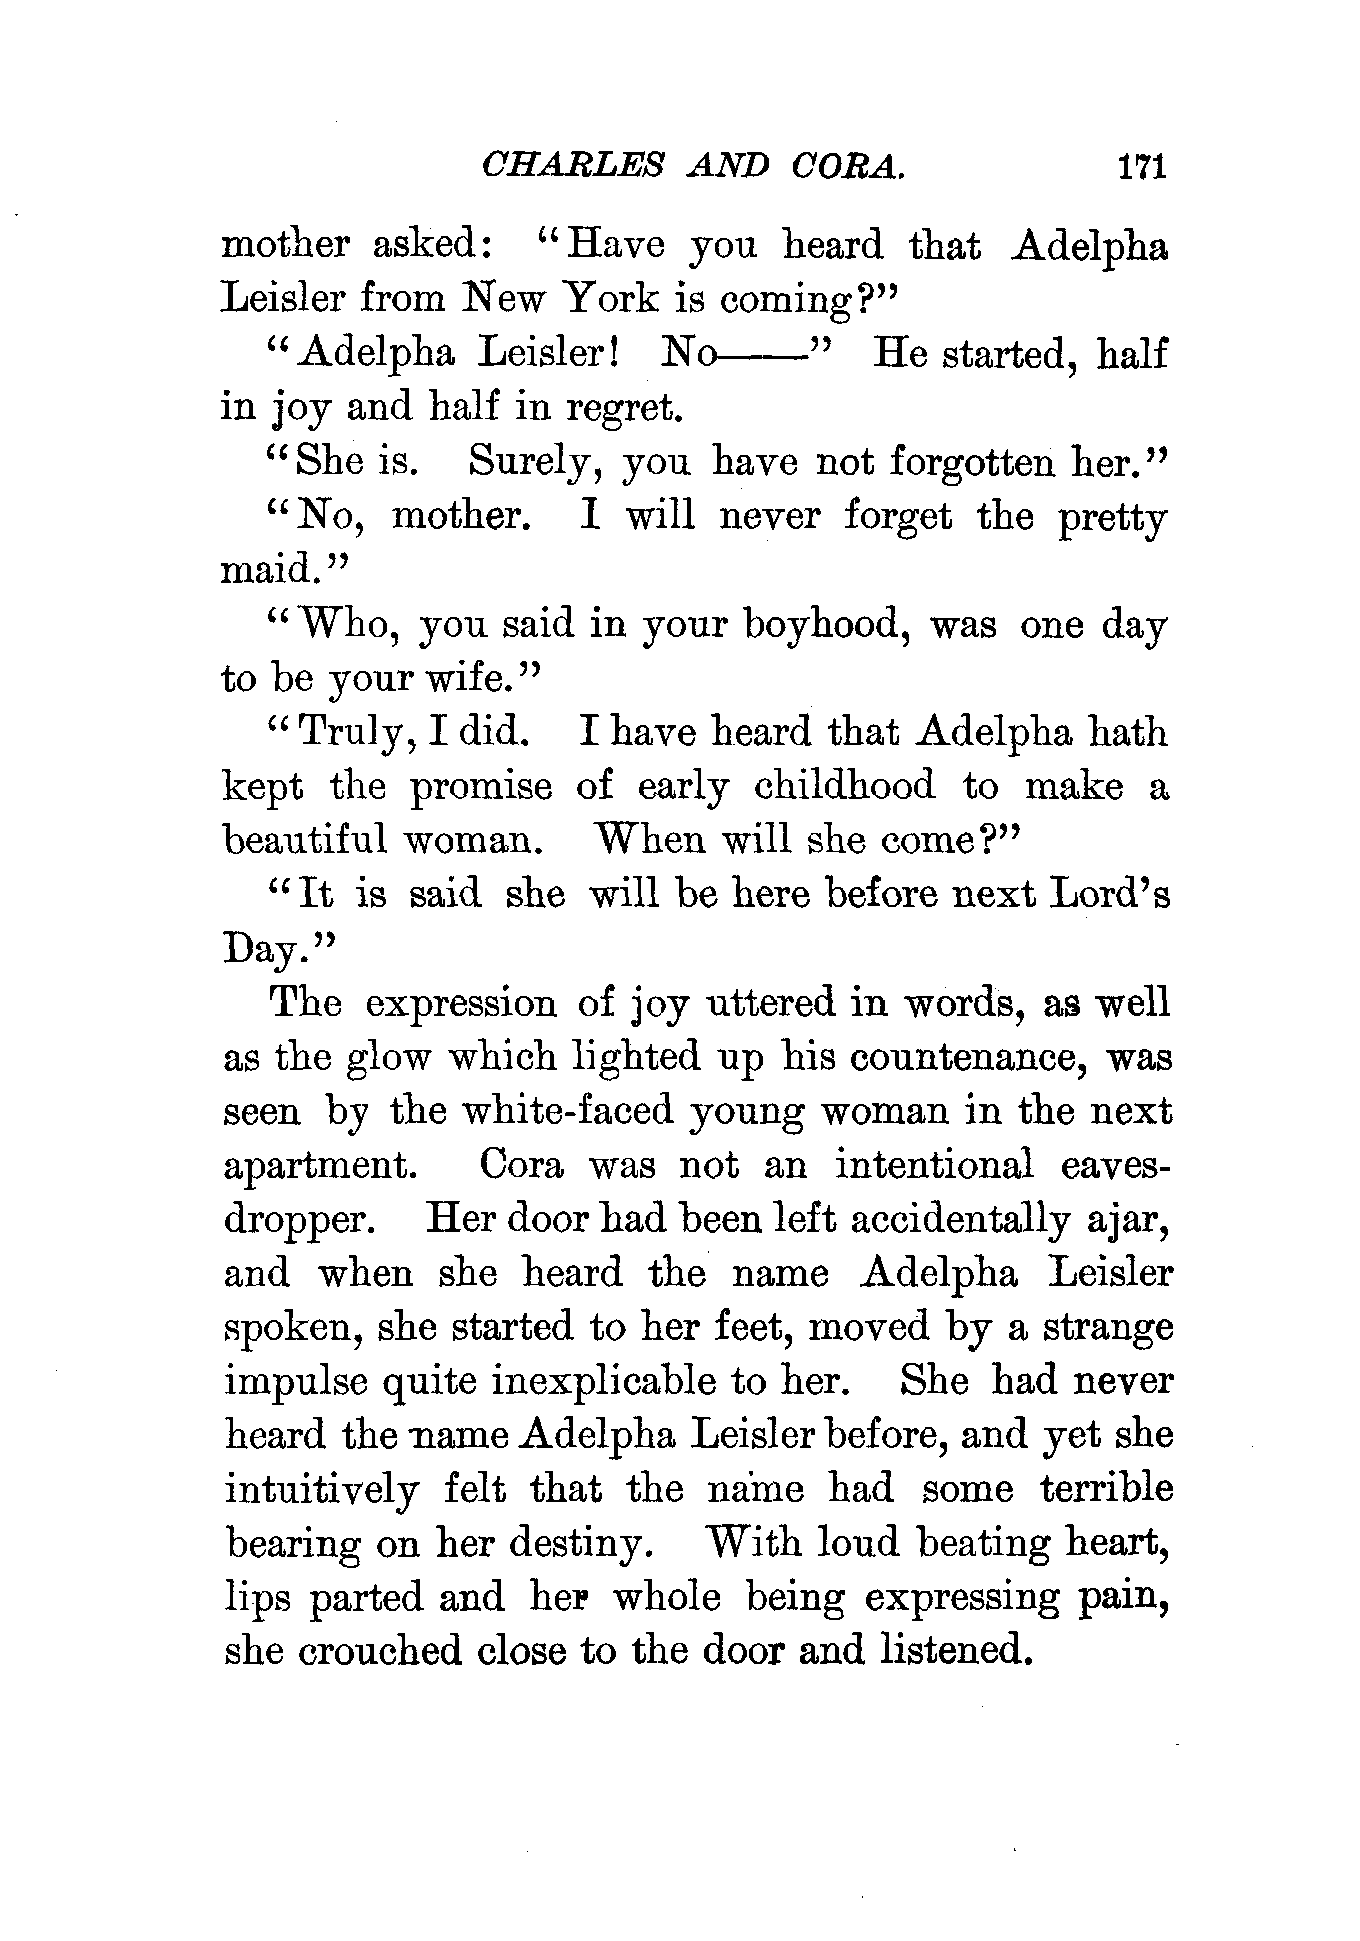 CHARLES AND CORA. 171
mother asked: "Have you heard that Adelpha
Leisler from New York is coming?"
"Adelpha Leisler! No——" He started, half
in joy and half in regret.
"She is. Surely, you have not forgotten her."
"No, mother. I will never forget the pretty
maid."
"Who, you said in your boyhood, was one day
to be your wife."
"Truly, I did. I have heard that Adelpha hath
kept the promise of early childhood to make a
beautiful woman. When will she come?"
"It is said she will be here before next Lord's
Day."
The expression of joy uttered in words, as well
as the glow which lighted up his countenance, was
seen by the white-faced young woman in the next
apartment. Cora was not an intentional eaves-
dropper. Her door had been left accidentally ajar,
and when she heard the name Adelpha Leisler
spoken, she started to her feet, moved by a strange
impulse quite inexplicable to her. She had never
heard the name Adelpha Leisler before, and yet she
intuitively felt that the name had some terrible
bearing on her destiny. With loud beating heart,
lips parted and her whole being expressing pain,
she crouched close to the door and listened.